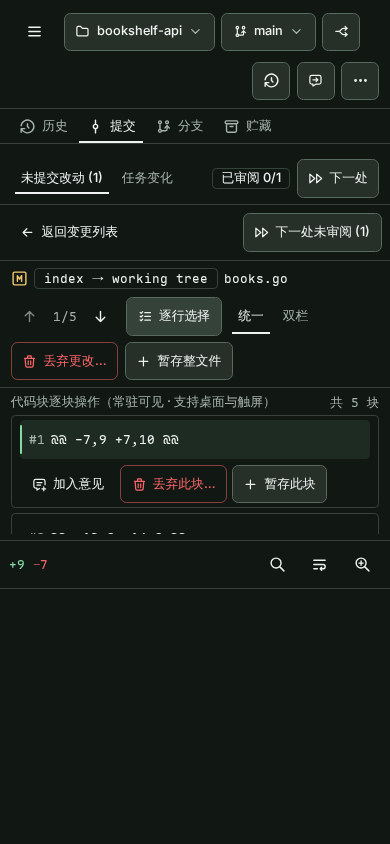 bookshelf-api
main
历史
提交
分支
贮藏
未提交改动 (1)
任务变化
已审阅 0/1
下一处
返回变更列表
下一处未审阅 (1)
M
index → working tree
books.go
1/5
逐行选择
统一
双栏
丢弃更改...
暂存整文件
代码块逐块操作（常驻可见 · 支持桌面与触屏）
共 5 块
#1 @@ -7,9 +7,10 @@
加入意见
丢弃此块...
暂存此块
+9 -7